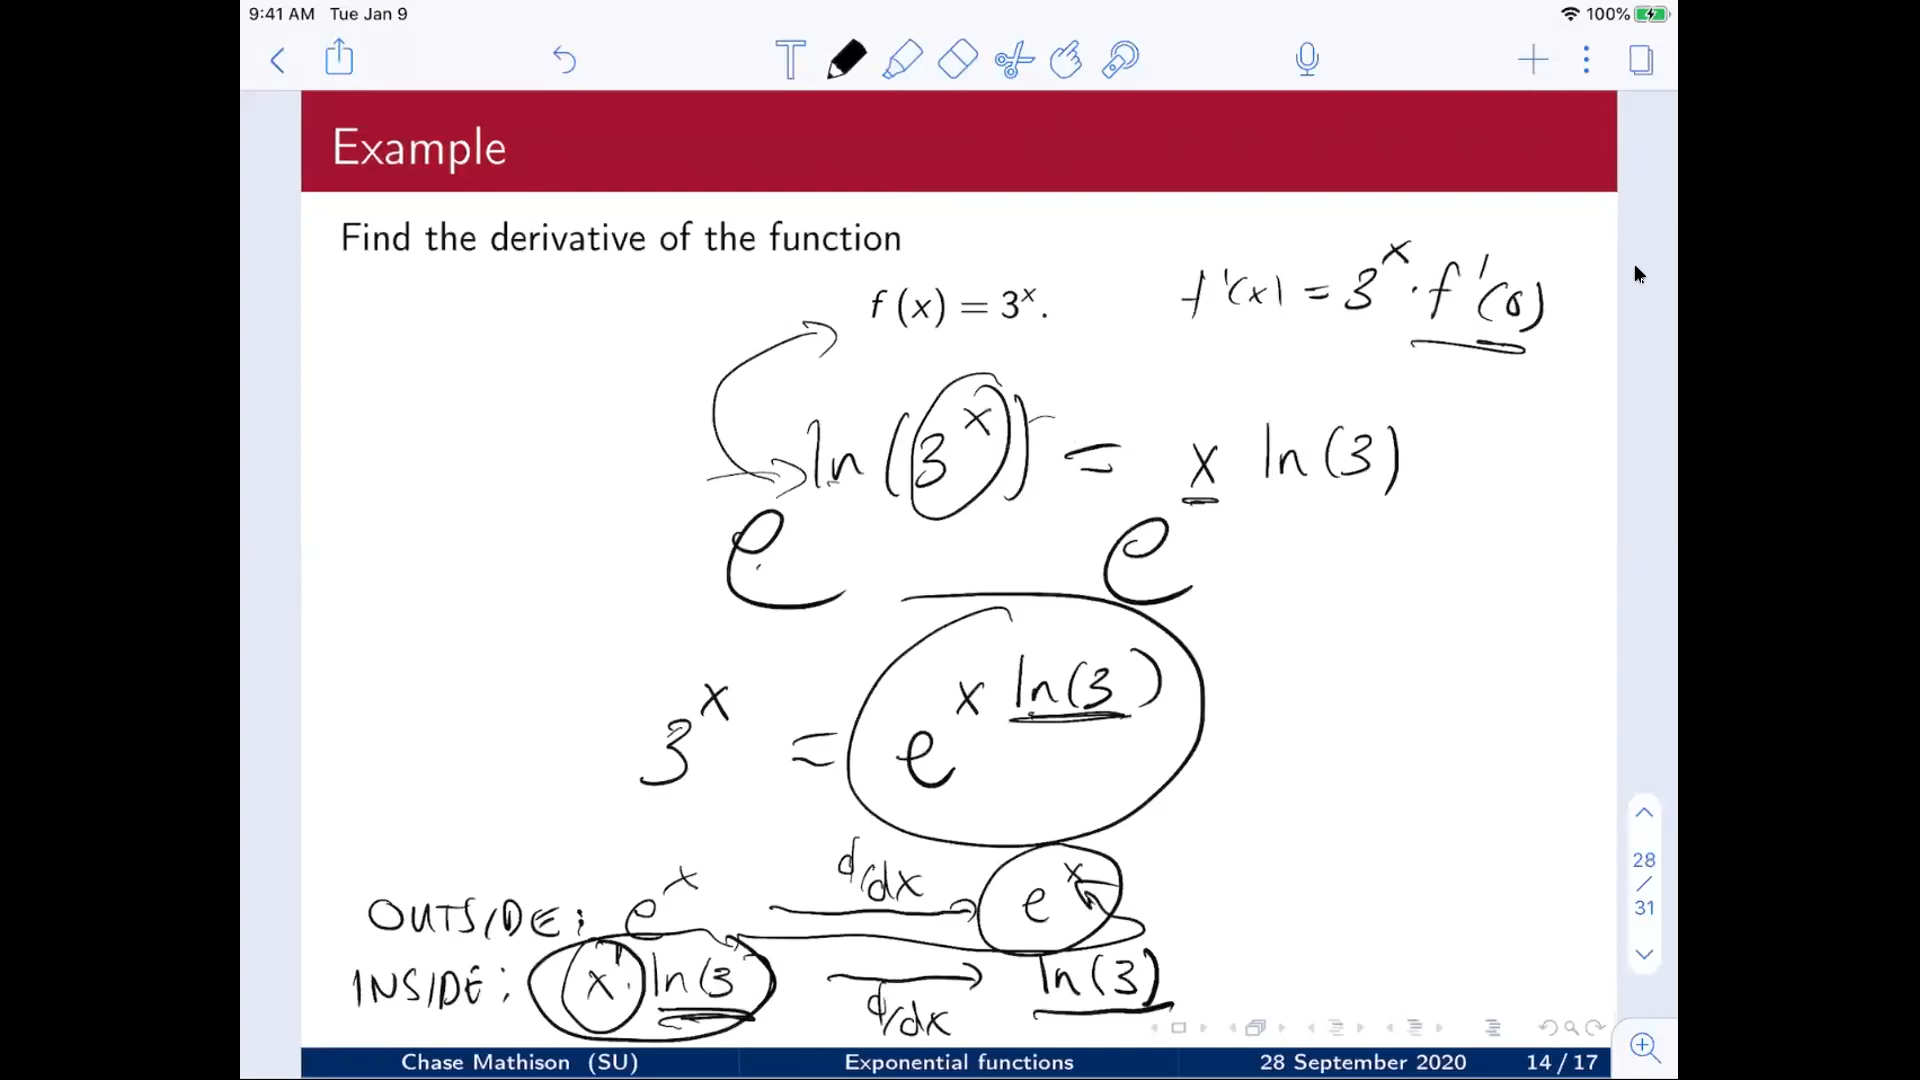 9:41 AM Tue Jan 9 100%
Example
Find the derivative of the function
f(x) = 3^x.
f'(x) = 3^x · f'(0)
e^ln(3^x) = e^x ln(3)
3^x = e^x ln(3)
OUTSIDE: e^x d/dx e^x
INSIDE: x · ln(3) d/dx ln(3)
28
/
31
Chase Mathison (SU) Exponential functions 28 September 2020 14 / 17